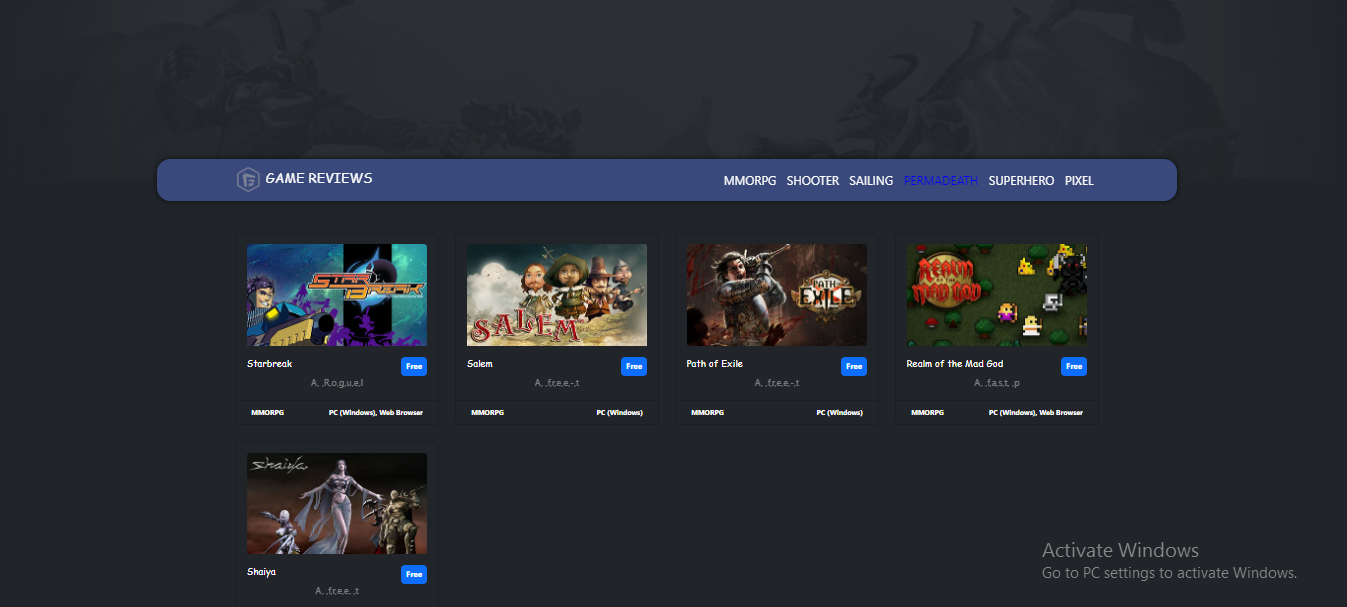 GAME REVIEWS
MMORPG SHOOTER SAILING PERMADEATH SUPERHERO PIXEL
STAR BREAK
SALEM
PATH OF EXILE
REALM OF THE MAD GOD
Starbreak Free
A, ,R,o,g,u,e,l
MMORPG PC (Windows), Web Browser
Salem Free
A, ,f,r,e,e,-,t
MMORPG PC (Windows)
Path of Exile Free
A, ,f,r,e,e,-,t
MMORPG PC (Windows)
Realm of the Mad God Free
A, ,f,a,s,t, ,p
MMORPG PC (Windows), Web Browser
Shaiya
Shaiya Free
A, ,f,r,e,e, ,t
Activate Windows
Go to PC settings to activate Windows.